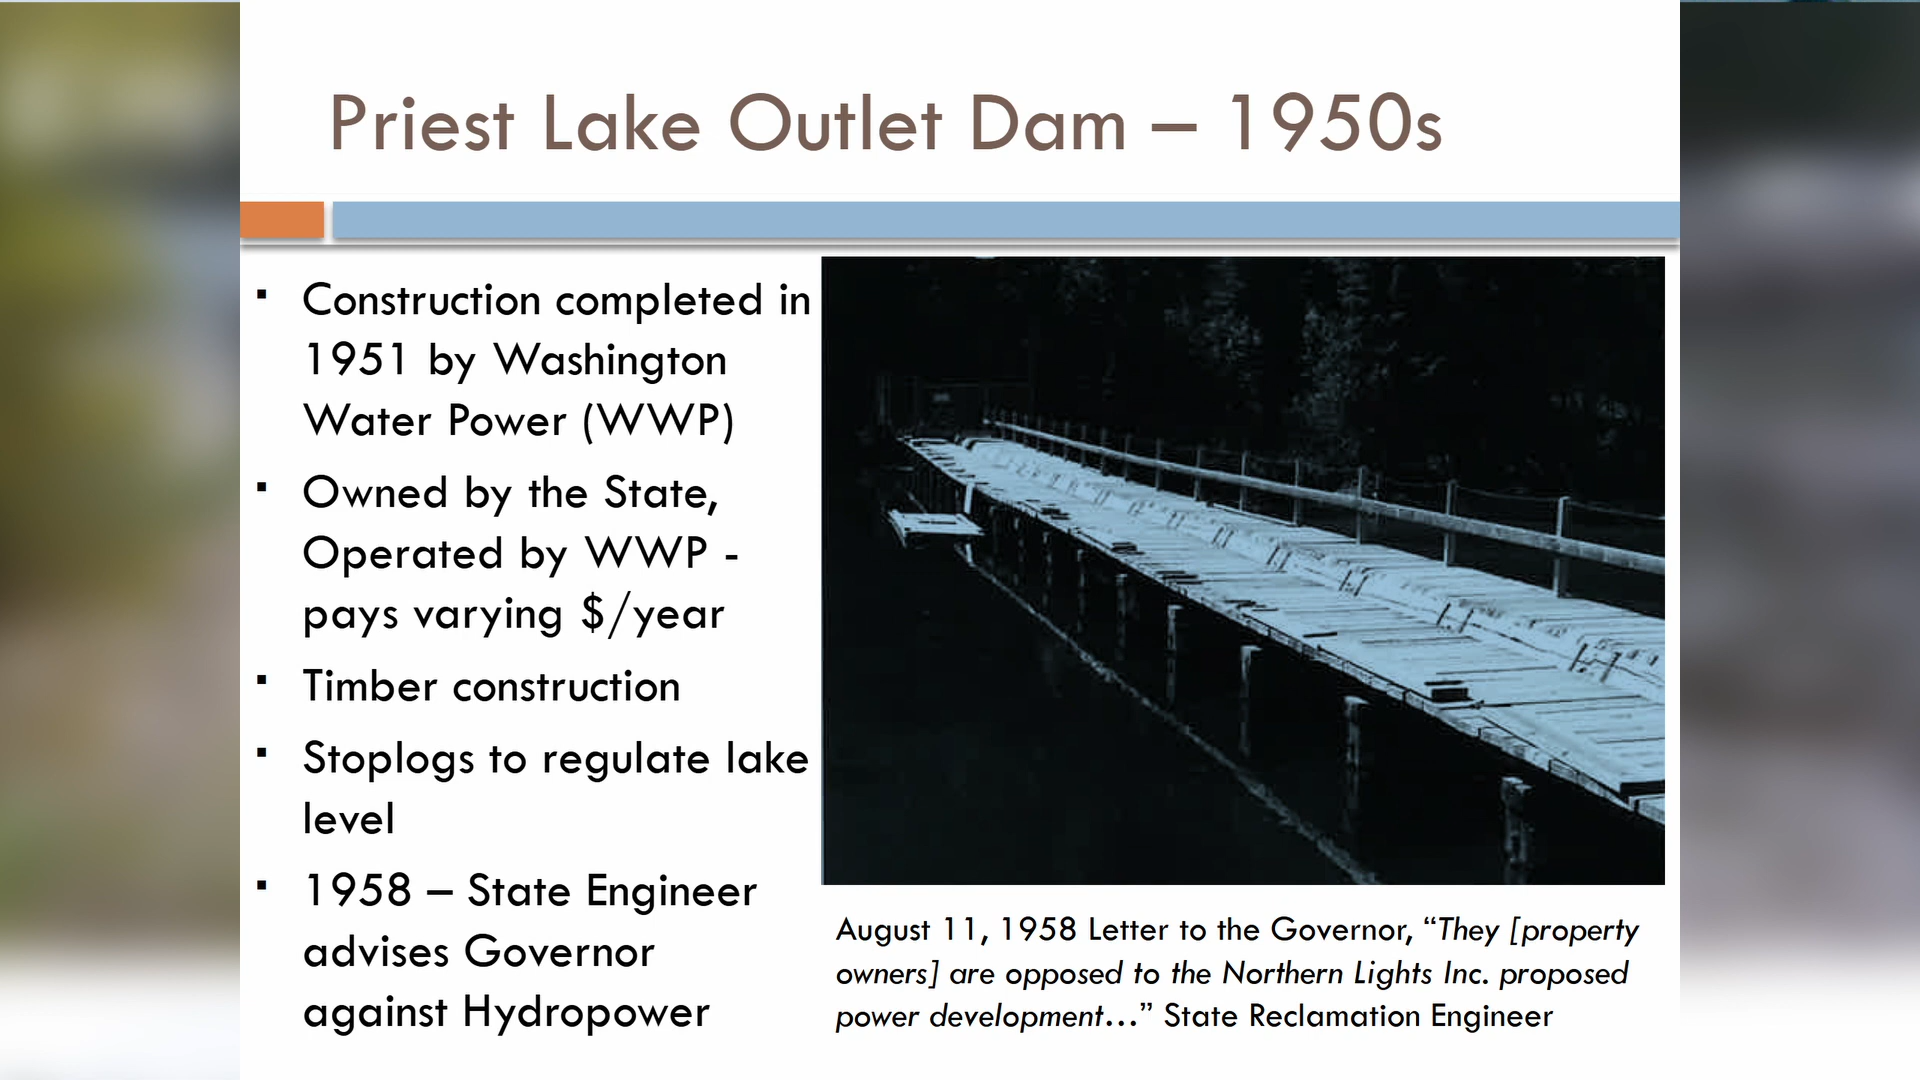 Priest Lake Outlet Dam – 1950s
▪ Construction completed in
1951 by Washington
Water Power (WWP)
▪ Owned by the State,
Operated by WWP -
pays varying $/year
▪ Timber construction
▪ Stoplogs to regulate lake
level
▪ 1958 – State Engineer
advises Governor
against Hydropower
August 11, 1958 Letter to the Governor, “They [property
owners] are opposed to the Northern Lights Inc. proposed
power development…” State Reclamation Engineer